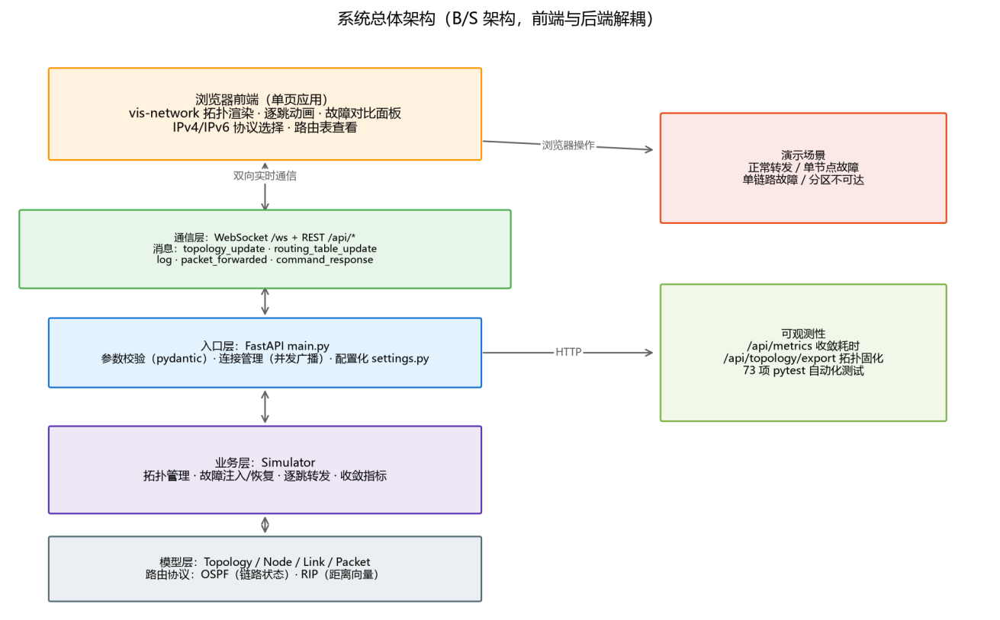 系统总体架构（B/S 架构，前端与后端解耦）
浏览器前端（单页应用）
vis-network 拓扑渲染 · 逐跳动画 · 故障对比面板
IPv4/IPv6 协议选择 · 路由表查看
浏览器操作
演示场景
正常转发 / 单节点故障
单链路故障 / 分区不可达
双向实时通信
通信层：WebSocket /ws + REST /api/*
消息：topology_update · routing_table_update
log · packet_forwarded · command_response
入口层：FastAPI main.py
参数校验（pydantic）· 连接管理（并发广播）· 配置化 settings.py
HTTP
可观测性
/api/metrics 收敛耗时
/api/topology/export 拓扑固化
73 项 pytest 自动化测试
业务层：Simulator
拓扑管理 · 故障注入/恢复 · 逐跳转发 · 收敛指标
模型层：Topology / Node / Link / Packet
路由协议：OSPF（链路状态）· RIP（距离向量）